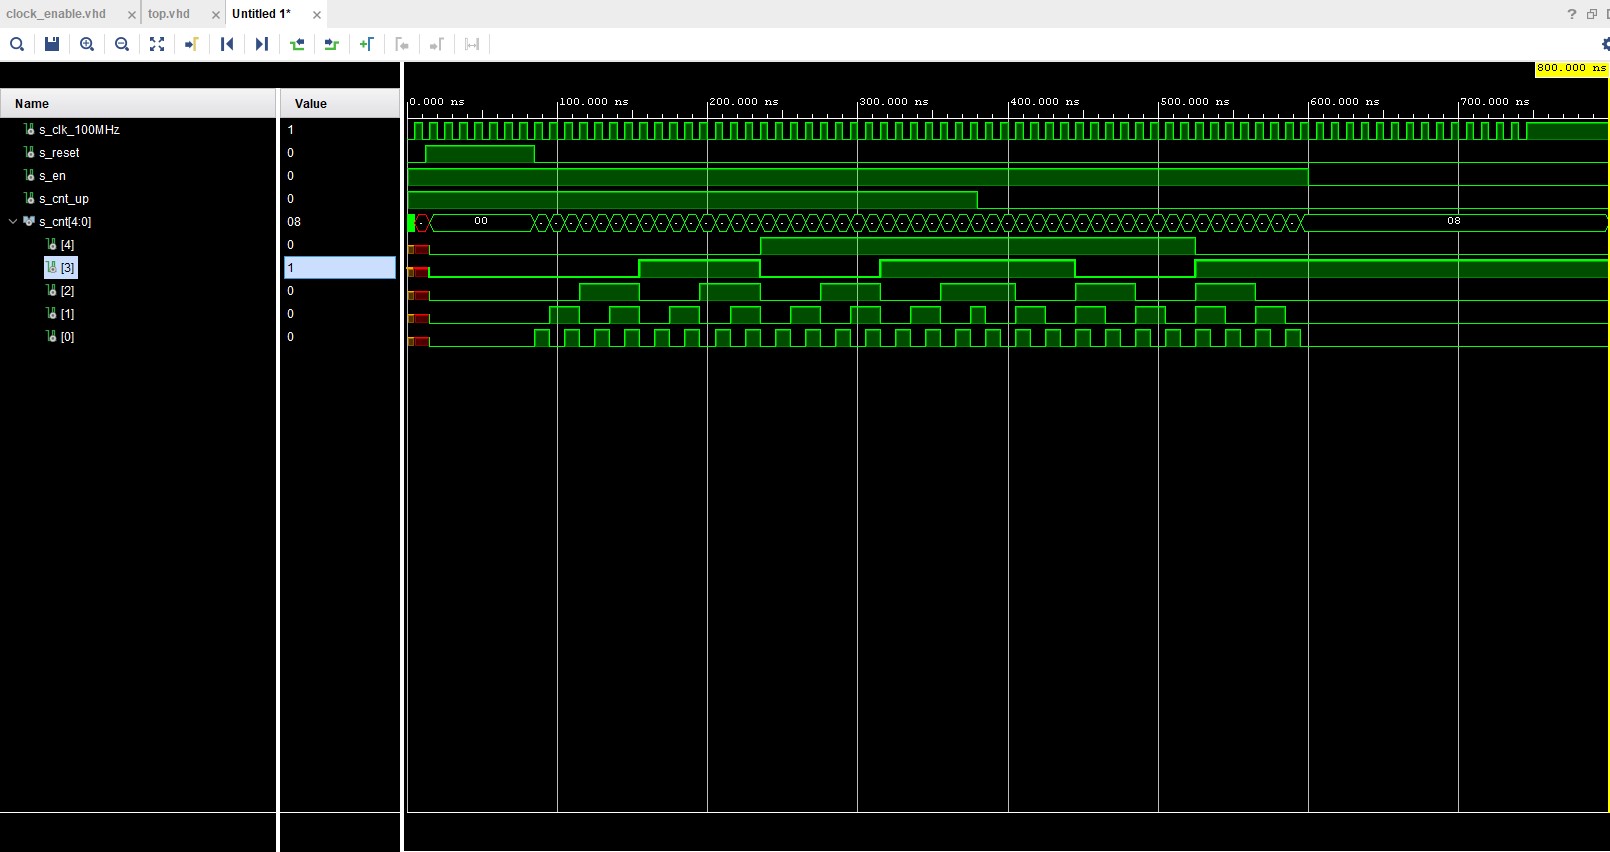 clock_enable.vhd × top.vhd × Untitled 1* ×
?
800.000 ns
Name Value
0.000 ns 100.000 ns 200.000 ns 300.000 ns 400.000 ns 500.000 ns 600.000 ns 700.000 ns
s_clk_100MHz 1
s_reset 0
s_en 0
s_cnt_up 0
s_cnt[4:0] 08 00 08
[4] 0
[3] 1
[2] 0
[1] 0
[0] 0